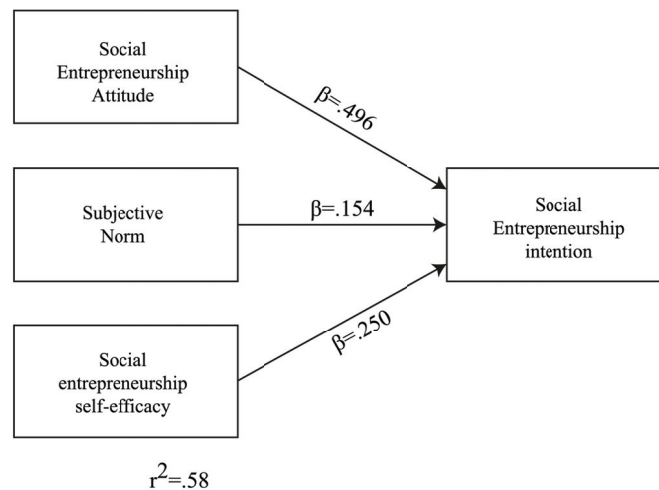 Social
Entrepreneurship
Attitude
β=.496
Subjective
Norm
β=.154
Social
Entrepreneurship
intention
Social
entrepreneurship
self-efficacy
β=.250
r²=.58